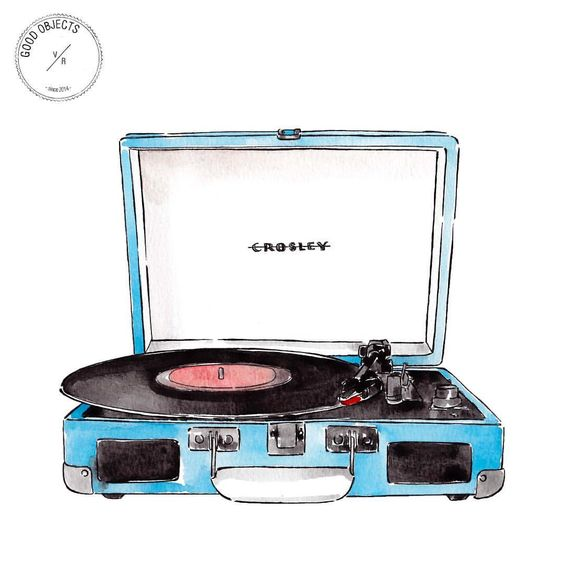 GOOD OBJECTS
V / R
- since 2014 -
CROSLEY